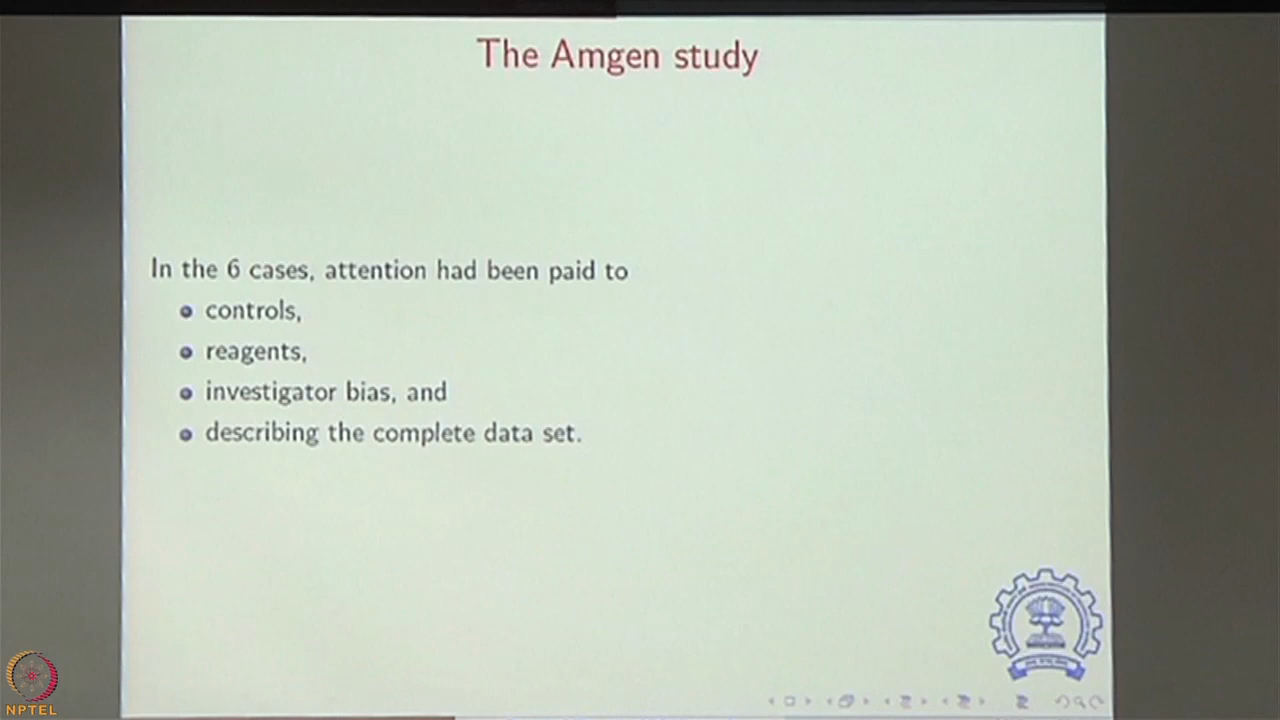 The Amgen study
In the 6 cases, attention had been paid to
controls,
reagents,
investigator bias, and
describing the complete data set.
NPTEL